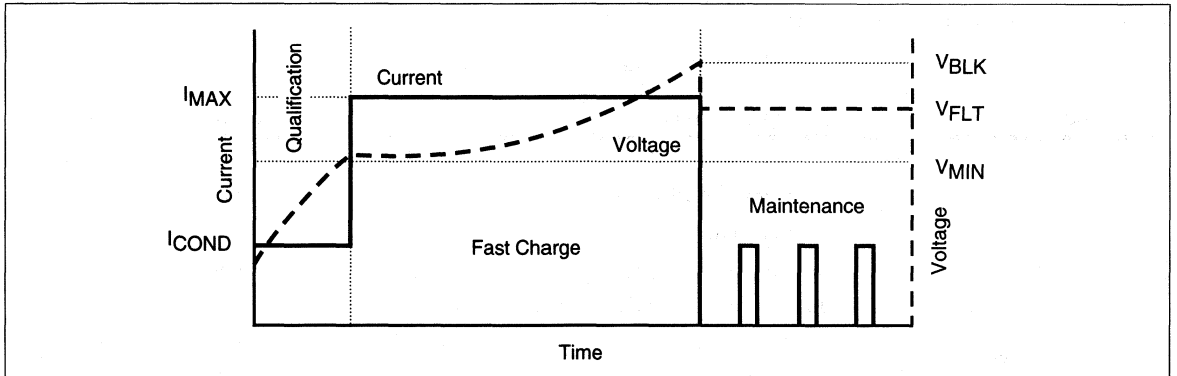 Qualification
Current
IMAX
VBLK
VFLT
Voltage
VMIN
Current
Maintenance
ICOND
Fast Charge
Voltage
Time